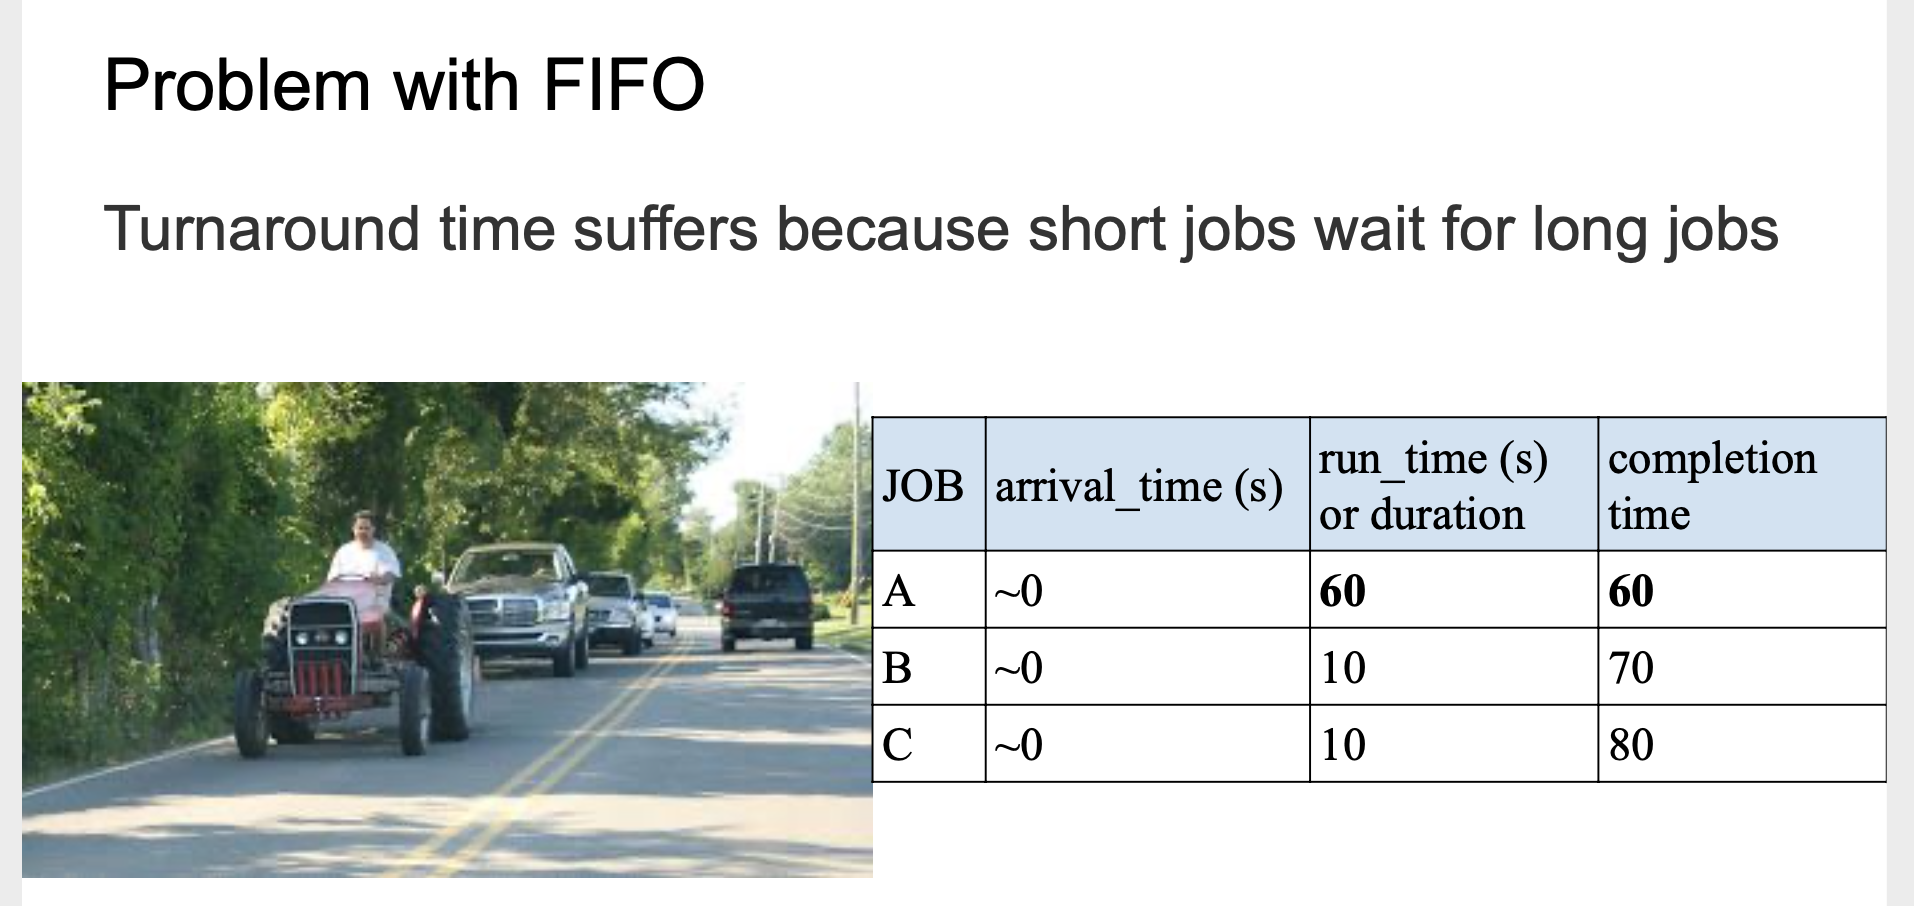 Problem with FIFO
Turnaround time suffers because short jobs wait for long jobs
JOB arrival_time (s) run_time (s) or duration completion time
A ~0 60 60
B ~0 10 70
C ~0 10 80